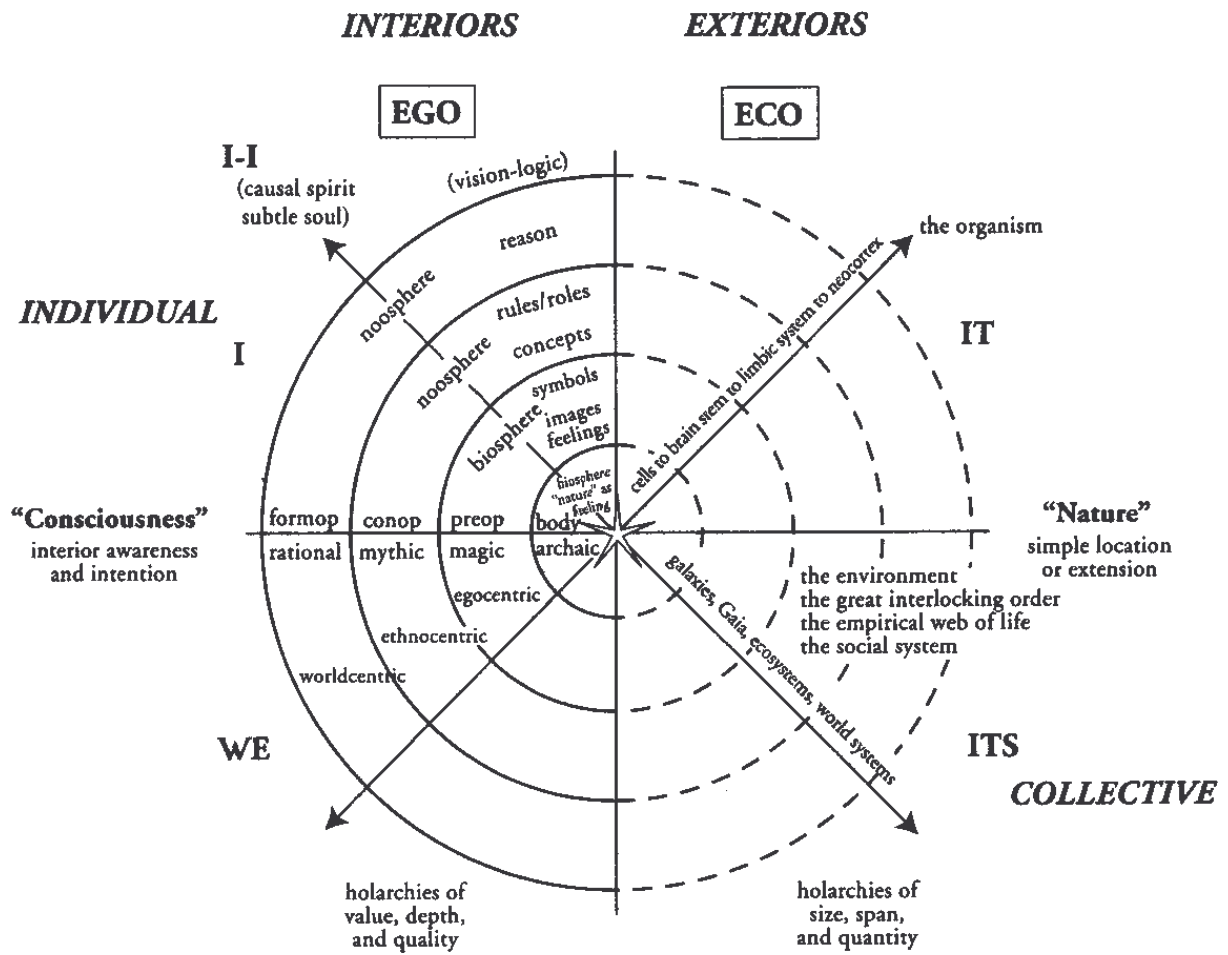 INTERIORS
EXTERIORS
EGO
ECO
I-I
(causal spirit
subtle soul)
(vision-logic)
reason
the organism
INDIVIDUAL
I
noosphere
rules/roles
noosphere
concepts
symbols
biosphere
images
feelings
biosphere
"nature" as
feeling
cells to brain stem to limbic system to neocortex
IT
"Consciousness"
interior awareness
and intention
formop
conop
preop
body
rational
mythic
magic
archaic
"Nature"
simple location
or extension
egocentric
ethnocentric
worldcentric
galaxies, Gaia, ecosystems, world systems
the environment
the great interlocking order
the empirical web of life
the social system
WE
ITS
COLLECTIVE
holarchies of
value, depth,
and quality
holarchies of
size, span,
and quantity